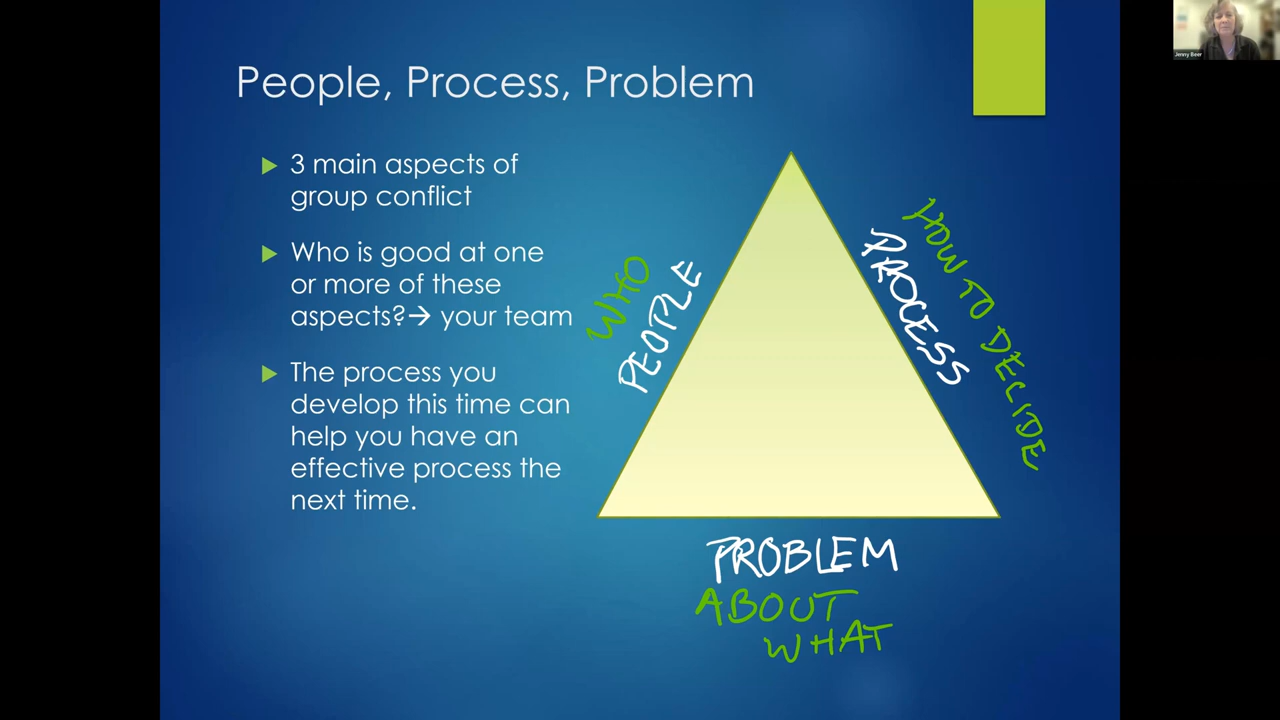 People, Process, Problem
3 main aspects of
group conflict
Who is good at one
or more of these
aspects?→ your team
The process you
develop this time can
help you have an
effective process the
next time.
WHO
PEOPLE
HOW TO DECIDE
PROCESS
PROBLEM
ABOUT
WHAT
Jenny Beer